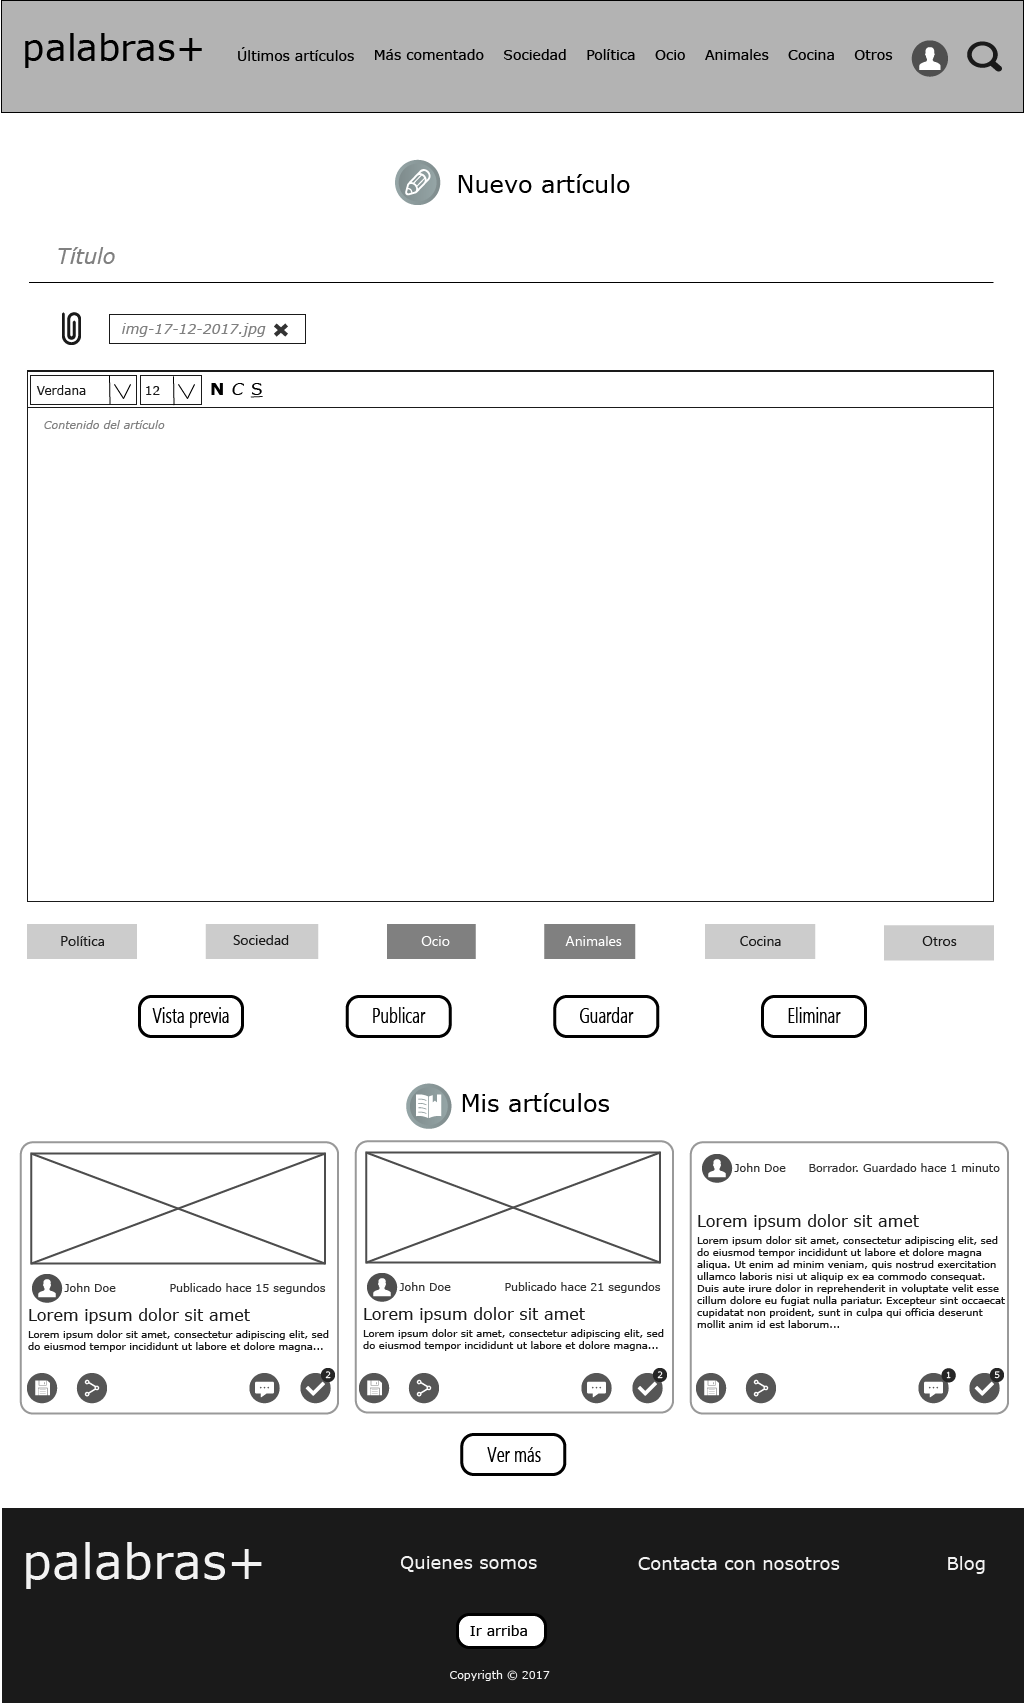 palabras+
Últimos artículos Más comentado Sociedad Política Ocio Animales Cocina Otros
Nuevo artículo
Título
img-17-12-2017.jpg
Verdana 12 N C S
Contenido del artículo
Política Sociedad Ocio Animales Cocina Otros
Vista previa Publicar Guardar Eliminar
Mis artículos
John Doe Publicado hace 15 segundos
Lorem ipsum dolor sit amet
Lorem ipsum dolor sit amet, consectetur adipiscing elit, sed
do eiusmod tempor incididunt ut labore et dolore magna...
2
John Doe Publicado hace 21 segundos
Lorem ipsum dolor sit amet
Lorem ipsum dolor sit amet, consectetur adipiscing elit, sed
do eiusmod tempor incididunt ut labore et dolore magna...
2
John Doe Borrador. Guardado hace 1 minuto
Lorem ipsum dolor sit amet
Lorem ipsum dolor sit amet, consectetur adipiscing elit, sed
do eiusmod tempor incididunt ut labore et dolore magna
aliqua. Ut enim ad minim veniam, quis nostrud exercitation
ullamco laboris nisi ut aliquip ex ea commodo consequat.
Duis aute irure dolor in reprehenderit in voluptate velit esse
cillum dolore eu fugiat nulla pariatur. Excepteur sint occaecat
cupidatat non proident, sunt in culpa qui officia deserunt
mollit anim id est laborum...
1 5
Ver más
palabras+ Quienes somos Contacta con nosotros Blog
Ir arriba
Copyrigth © 2017